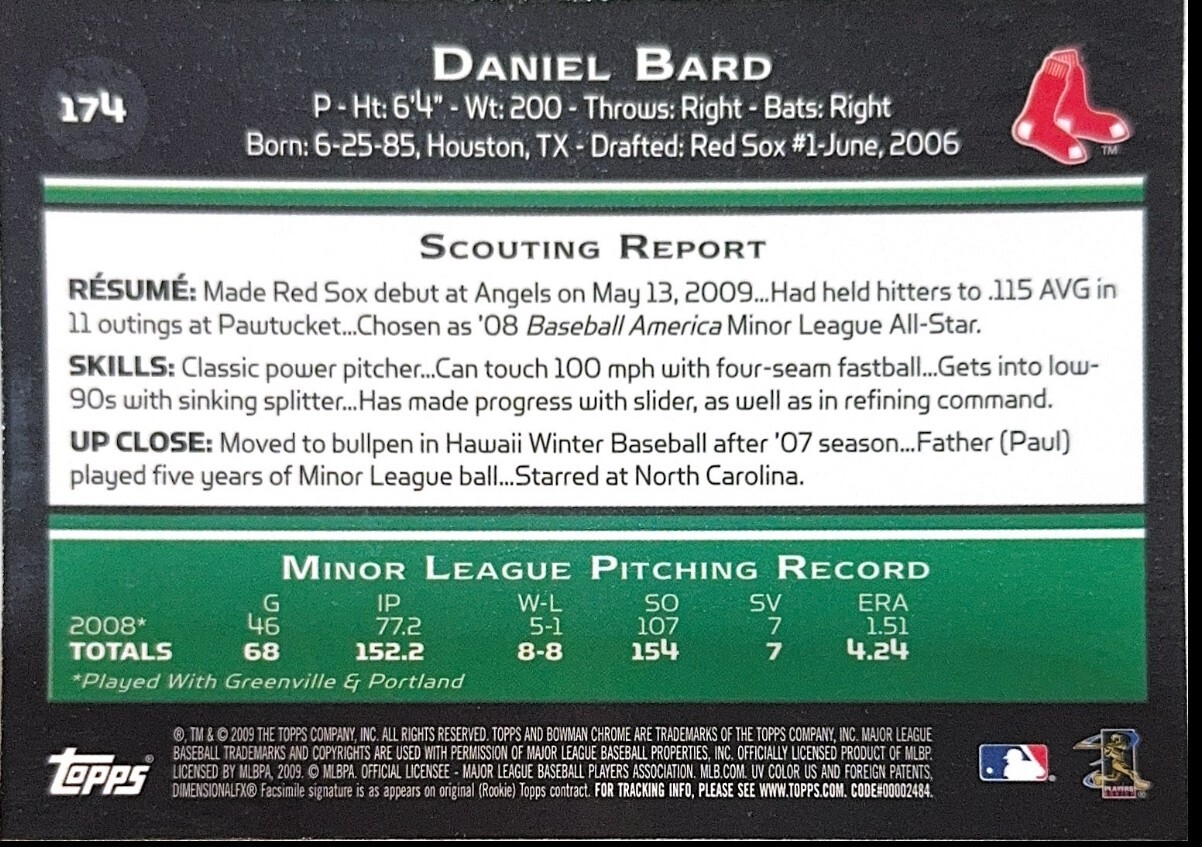 174
DANIEL BARD
P - Ht: 6'4" - Wt: 200 - Throws: Right - Bats: Right
Born: 6-25-85, Houston, TX - Drafted: Red Sox #1-June, 2006
TM
SCOUTING REPORT
RÉSUMÉ: Made Red Sox debut at Angels on May 13, 2009...Had held hitters to .115 AVG in
11 outings at Pawtucket...Chosen as '08 Baseball America Minor League All-Star.
SKILLS: Classic power pitcher...Can touch 100 mph with four-seam fastball...Gets into low-
90s with sinking splitter...Has made progress with slider, as well as in refining command.
UP CLOSE: Moved to bullpen in Hawaii Winter Baseball after '07 season...Father (Paul)
played five years of Minor League ball...Starred at North Carolina.
MINOR LEAGUE PITCHING RECORD
G IP W-L SO SV ERA
2008* 46 77.2 5-1 107 7 1.51
TOTALS 68 152.2 8-8 154 7 4.24
*Played With Greenville & Portland
®, TM & © 2009 THE TOPPS COMPANY, INC. ALL RIGHTS RESERVED. TOPPS AND BOWMAN CHROME ARE TRADEMARKS OF THE TOPPS COMPANY, INC. MAJOR LEAGUE
BASEBALL TRADEMARKS AND COPYRIGHTS ARE USED WITH PERMISSION OF MAJOR LEAGUE BASEBALL PROPERTIES, INC. OFFICIALLY LICENSED PRODUCT OF MLBP.
LICENSED BY MLBPA, 2009. © MLBPA. OFFICIAL LICENSEE - MAJOR LEAGUE BASEBALL PLAYERS ASSOCIATION. MLB.COM. UV COLOR US AND FOREIGN PATENTS,
DIMENSIONALFX® Facsimile signature is as appears on original (Rookie) Topps contract. FOR TRACKING INFO, PLEASE SEE WWW.TOPPS.COM. CODE#00002484.
Topps®
PLAYERS